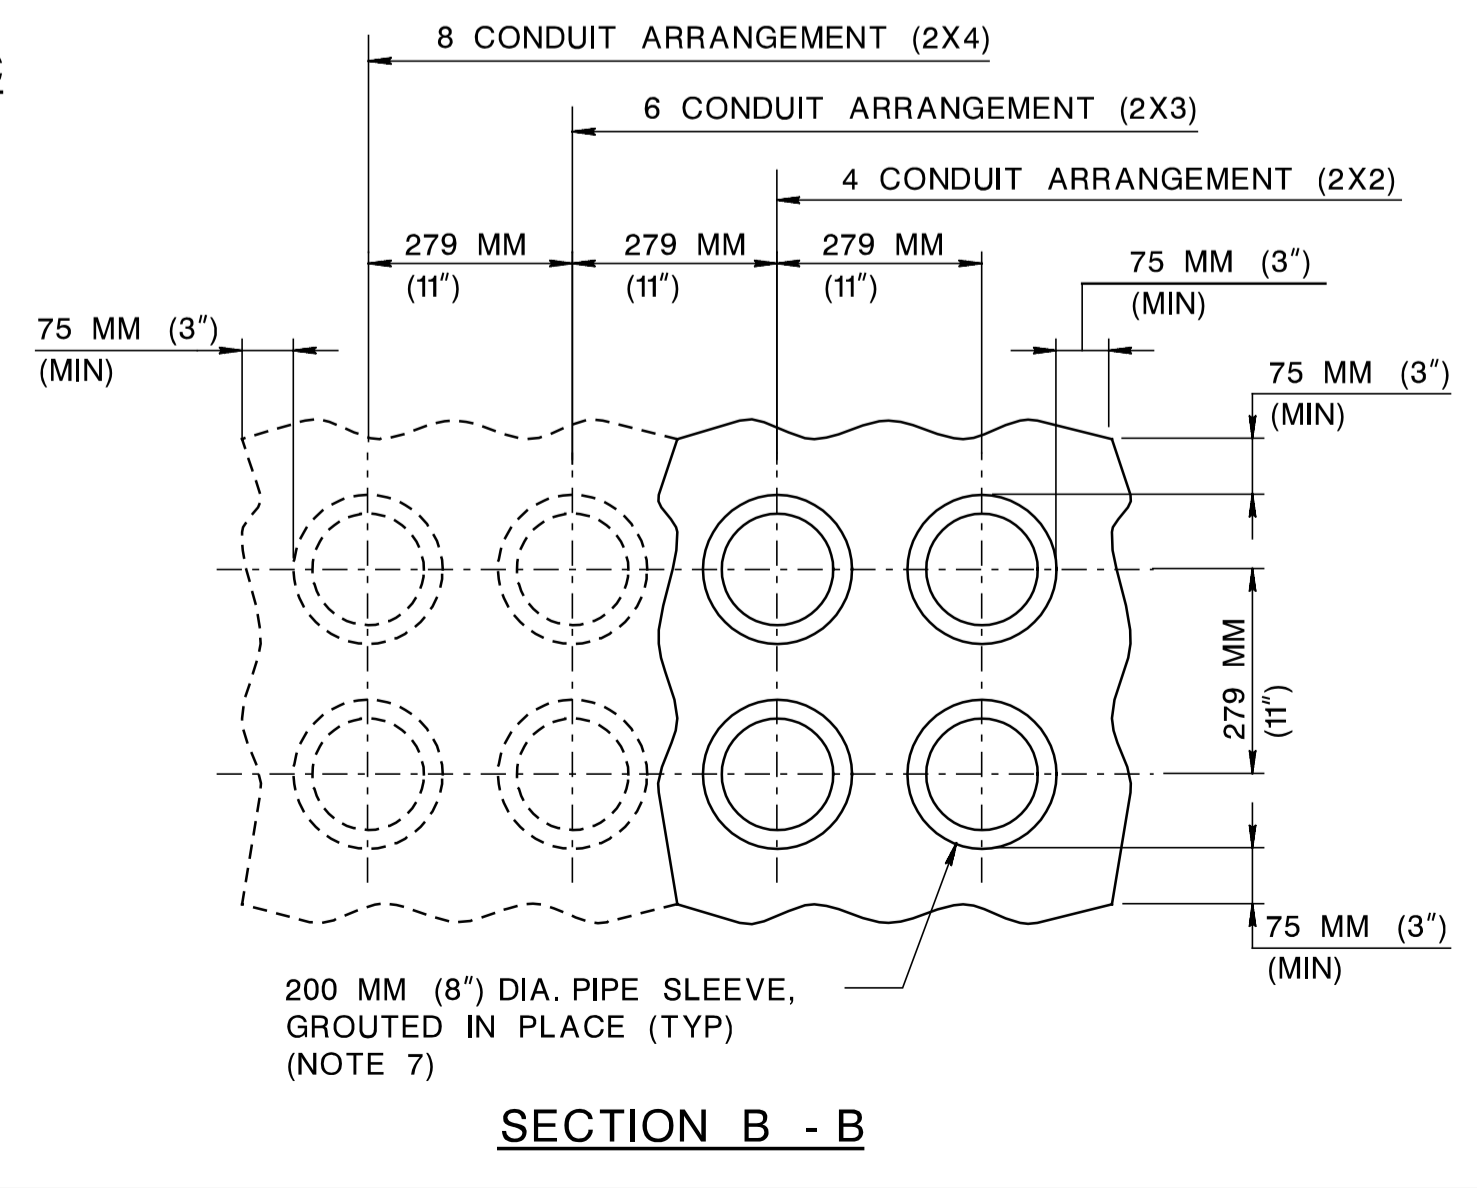 8 CONDUIT ARRANGEMENT (2X4)
6 CONDUIT ARRANGEMENT (2X3)
4 CONDUIT ARRANGEMENT (2X2)
279 MM
(11")
279 MM
(11")
279 MM
(11")
75 MM (3")
(MIN)
75 MM (3")
(MIN)
75 MM (3")
(MIN)
279 MM
(11")
75 MM (3")
(MIN)
200 MM (8") DIA. PIPE SLEEVE,
GROUTED IN PLACE (TYP)
(NOTE 7)
SECTION B - B